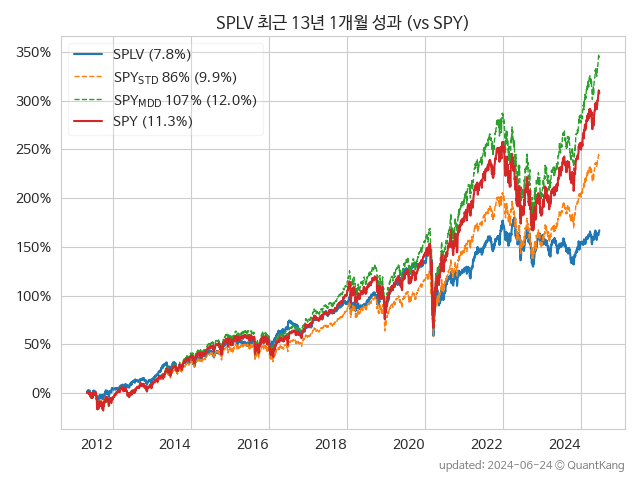 SPLV 최근 13년 1개월 성과 (vs SPY)
SPLV (7.8%)
SPY_STD 86% (9.9%)
SPY_MDD 107% (12.0%)
SPY (11.3%)
350%
300%
250%
200%
150%
100%
50%
0%
2012 2014 2016 2018 2020 2022 2024
updated: 2024-06-24 © QuantKang